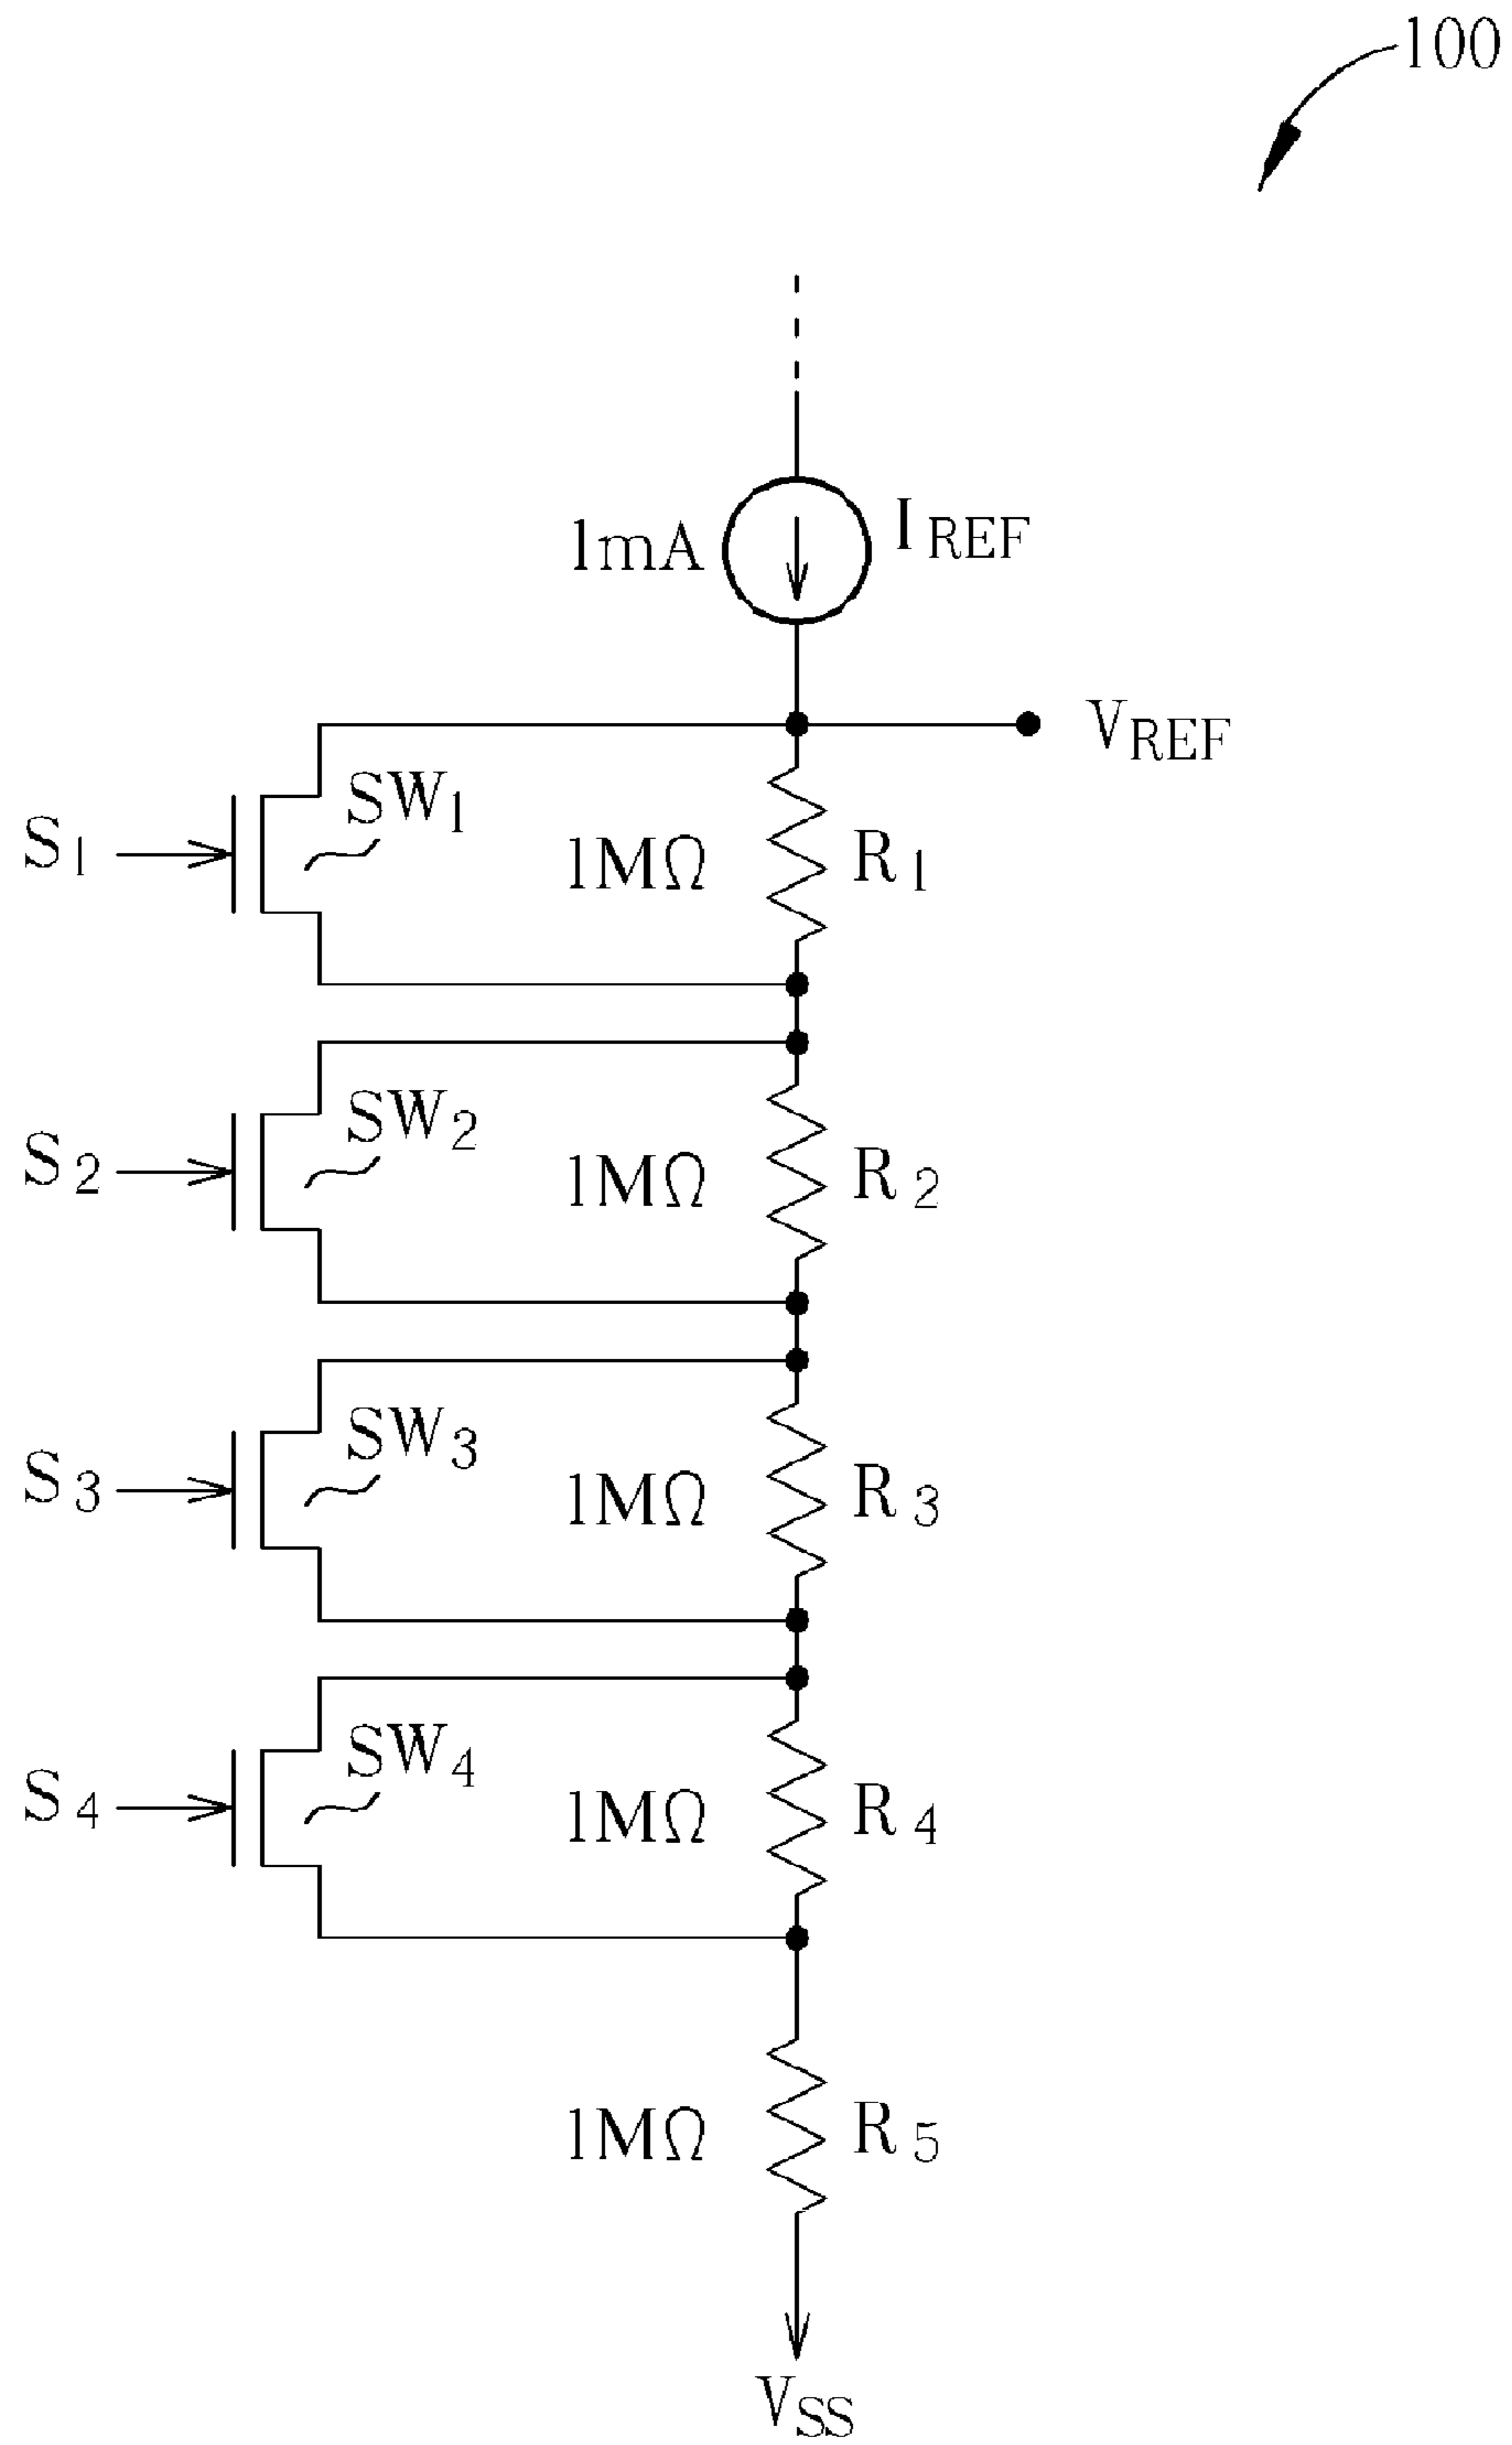 100
1mA I_REF
V_REF
S_1 SW_1 1MΩ R_1
S_2 SW_2 1MΩ R_2
S_3 SW_3 1MΩ R_3
S_4 SW_4 1MΩ R_4
1MΩ R_5
V_SS